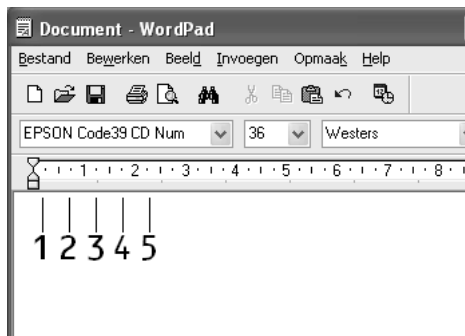 Document - WordPad
Bestand Bewerken Beeld Invoegen Opmaak Help
EPSON Code39 CD Num 36 Westers
1 2 3 4 5 6 7 8
1 2 3 4 5